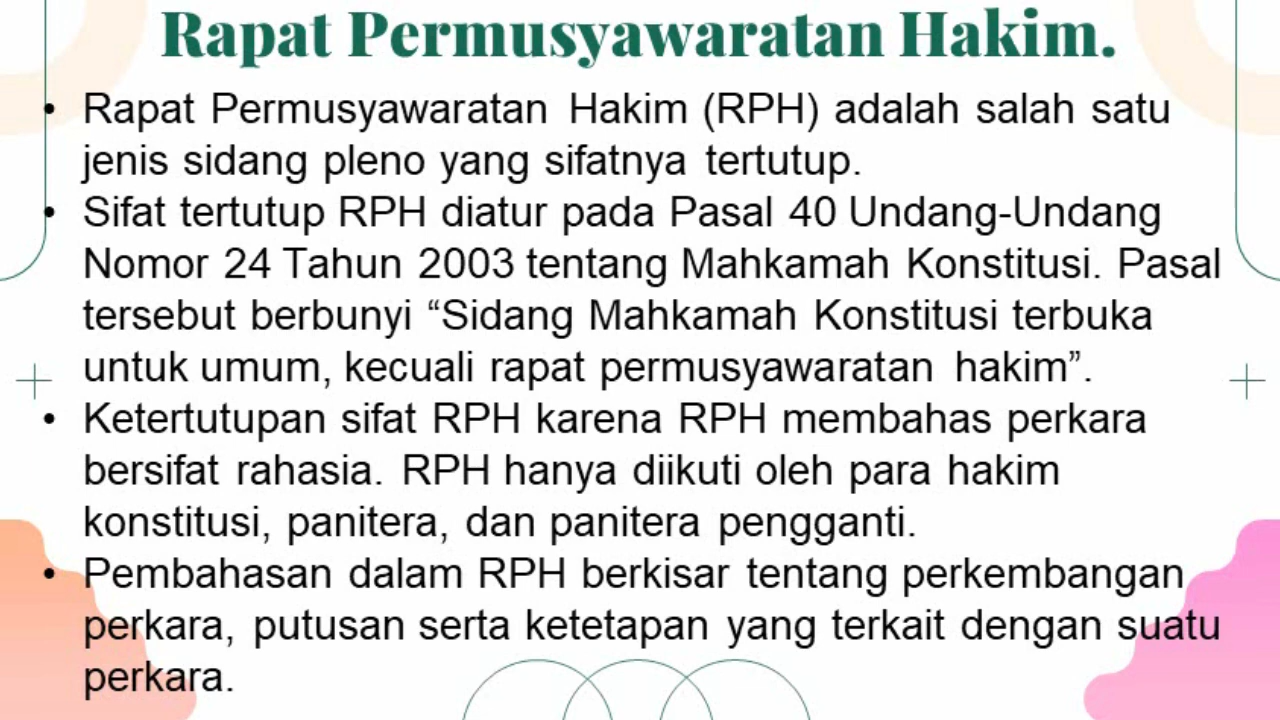 Rapat Permusyawaratan Hakim.
• Rapat Permusyawaratan Hakim (RPH) adalah salah satu
jenis sidang pleno yang sifatnya tertutup.
• Sifat tertutup RPH diatur pada Pasal 40 Undang-Undang
Nomor 24 Tahun 2003 tentang Mahkamah Konstitusi. Pasal
tersebut berbunyi “Sidang Mahkamah Konstitusi terbuka
untuk umum, kecuali rapat permusyawaratan hakim”.
• Ketertutupan sifat RPH karena RPH membahas perkara
bersifat rahasia. RPH hanya diikuti oleh para hakim
konstitusi, panitera, dan panitera pengganti.
• Pembahasan dalam RPH berkisar tentang perkembangan
perkara, putusan serta ketetapan yang terkait dengan suatu
perkara.